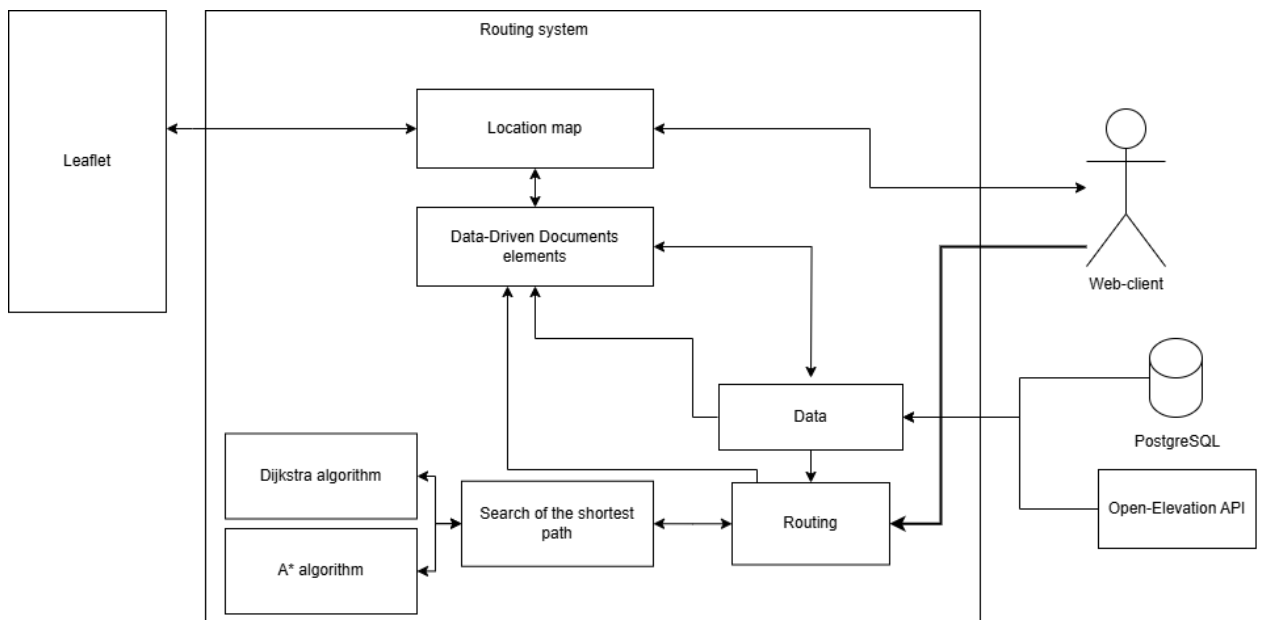 Routing system
Leaflet
Location map
Data-Driven Documents
elements
Web-client
Data
PostgreSQL
Dijkstra algorithm
Search of the shortest
path
Routing
Open-Elevation API
A* algorithm